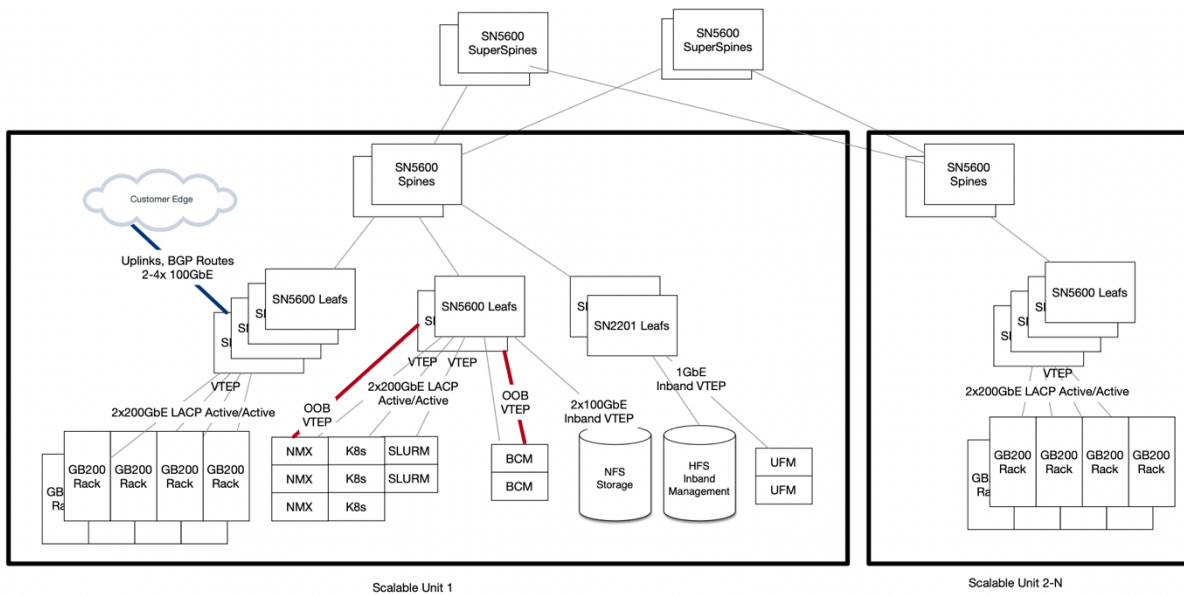 SN5600
SuperSpines
SN5600
SuperSpines
SN5600
Spines
SN5600
Spines
Customer Edge
Uplinks, BGP Routes
2-4x 100GbE
SN5600 Leafs
SN5600 Leafs
SN2201 Leafs
SN5600 Leafs
VTEP
VTEP
VTEP
VTEP
1GbE
Inband VTEP
2x200GbE LACP
Active/Active
OOB
VTEP
OOB
VTEP
2x100GbE
Inband VTEP
2x200GbE LACP Active/Active
2x200GbE LACP Active/Active
GB200
Rack
GB200
Rack
GB200
Rack
GB200
Rack
NMX
K8s
SLURM
NMX
K8s
SLURM
NMX
K8s
BCM
BCM
NFS
Storage
HFS
Inband
Management
UFM
UFM
GB200
Rack
GB200
Rack
GB200
Rack
GB200
Rack
Scalable Unit 1
Scalable Unit 2-N